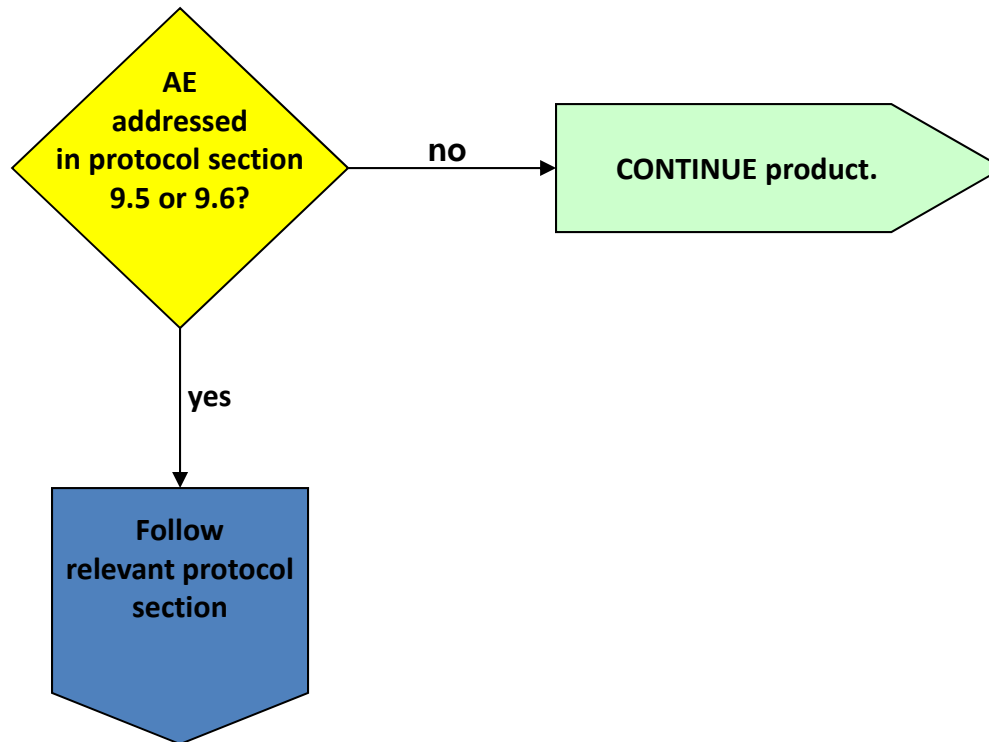 AE
addressed
in protocol section
9.5 or 9.6?
no
CONTINUE product.
yes
Follow
relevant protocol
section